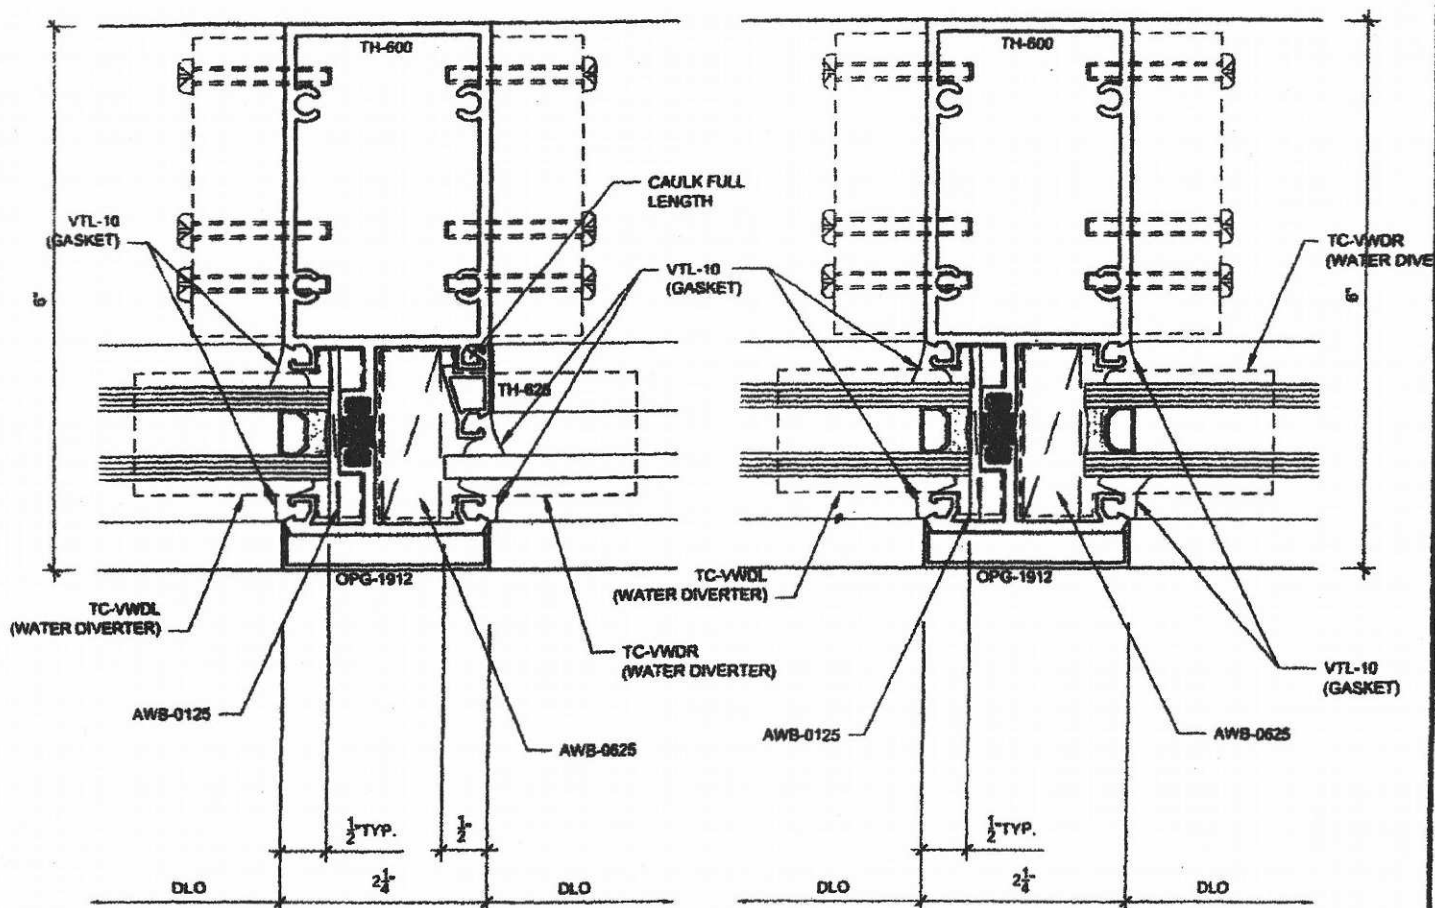 TH-600
CAULK FULL
LENGTH
VTL-10
(GASKET)
VTL-10
(GASKET)
6"
TH-625
OPG-1912
TC-VWDL
(WATER DIVERTER)
TC-VWDR
(WATER DIVERTER)
AWB-0125
AWB-0625
1/2" TYP.
1/2"
DLO
2 1/4
DLO
TH-600
TC-VWDR
(WATER DIVE
6"
OPG-1912
TC-VWDL
(WATER DIVERTER)
VTL-10
(GASKET)
AWB-0125
AWB-0625
1/2" TYP.
DLO
2 1/4
DLO